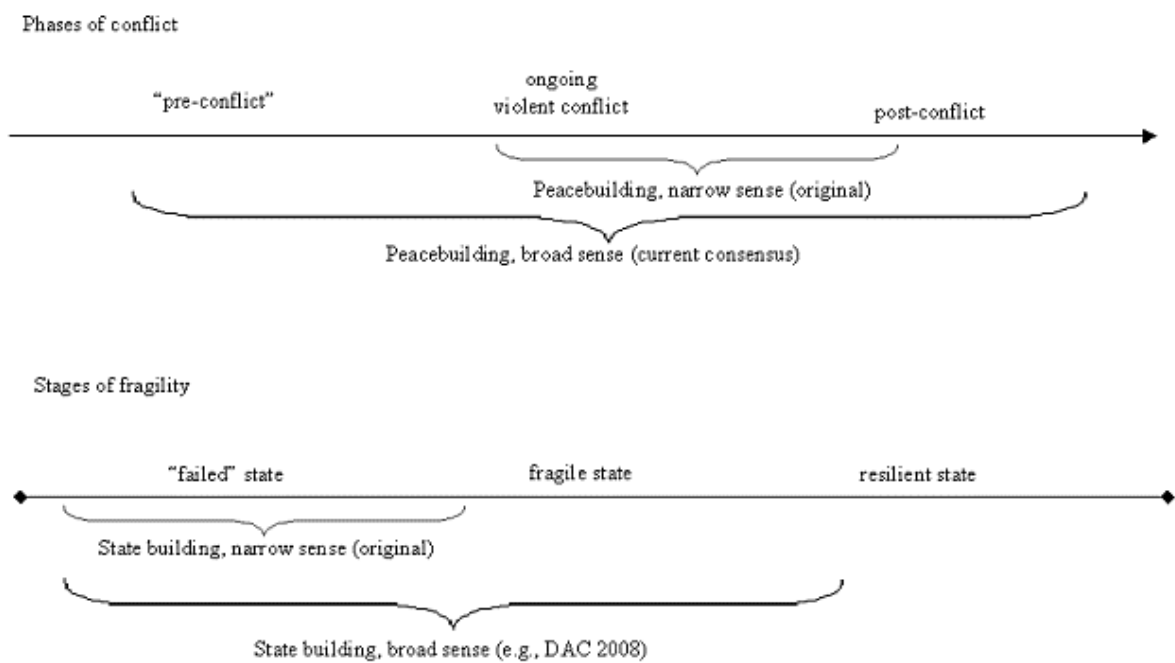 Phases of conflict
“pre-conflict”
ongoing
violent conflict
post-conflict
Peacebuilding, narrow sense (original)
Peacebuilding, broad sense (current consensus)
Stages of fragility
“failed” state
fragile state
resilient state
State building, narrow sense (original)
State building, broad sense (e.g., DAC 2008)